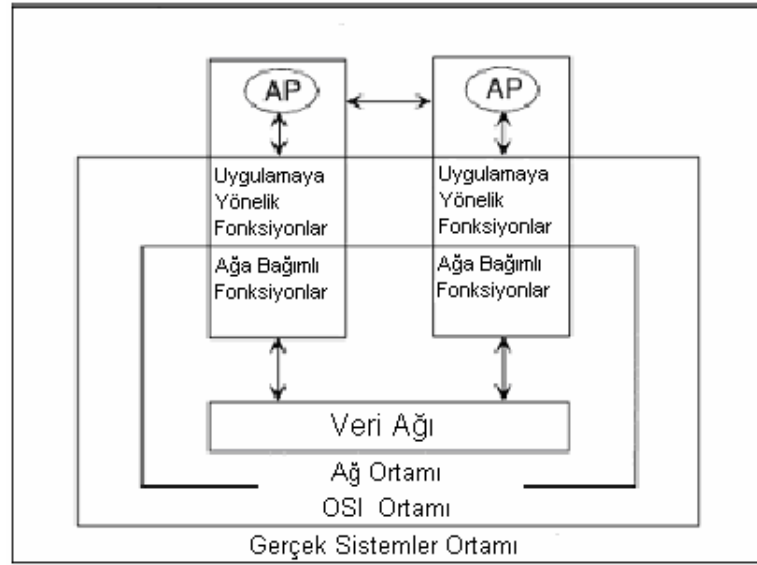 AP
AP
Uygulamaya
Yönelik
Fonksiyonlar
Uygulamaya
Yönelik
Fonksiyonlar
Ağa Bağımlı
Fonksiyonlar
Ağa Bağımlı
Fonksiyonlar
Veri Ağı
Ağ Ortamı
OSI Ortamı
Gerçek Sistemler Ortamı